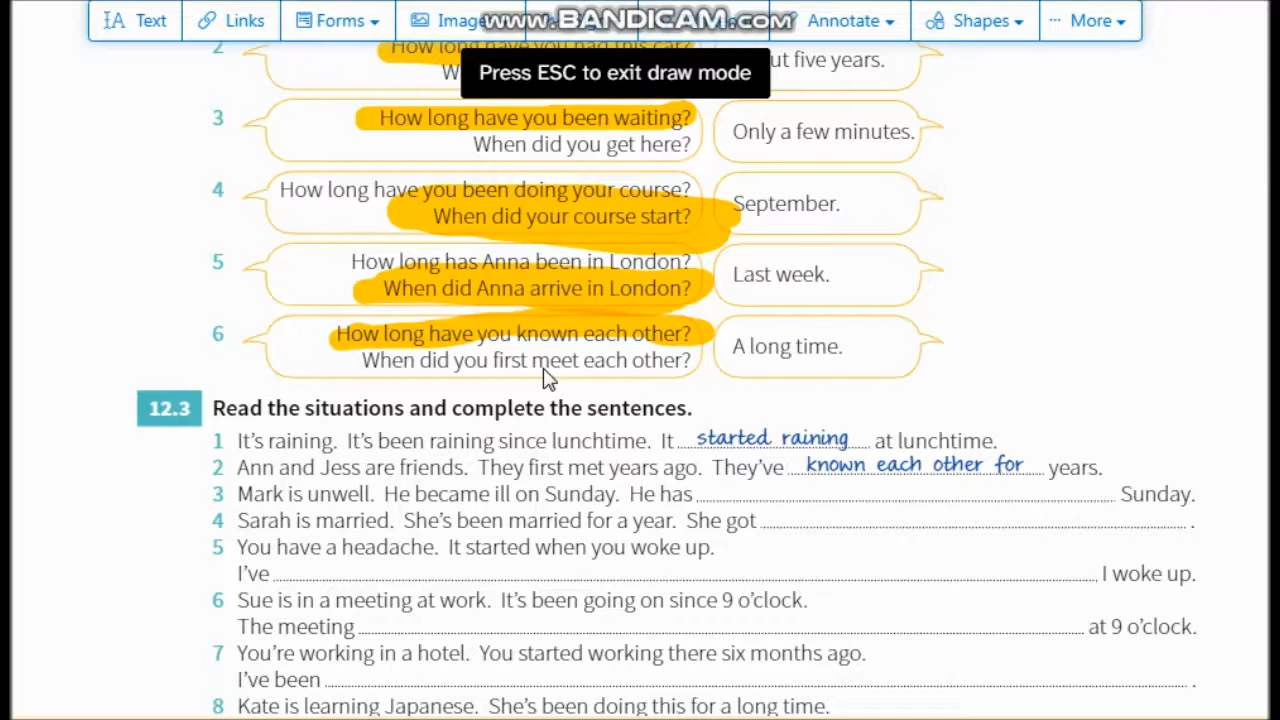 Text Links Forms Annotate Shapes More
www.BANDICAM.com
2 How long have you had this car?
ut five years.
Press ESC to exit draw mode
3 How long have you been waiting?
When did you get here?
Only a few minutes.
4 How long have you been doing your course?
When did your course start?
September.
5 How long has Anna been in London?
When did Anna arrive in London?
Last week.
6 How long have you known each other?
When did you first meet each other?
A long time.
12.3 Read the situations and complete the sentences.
1 It's raining. It's been raining since lunchtime. It started raining at lunchtime.
2 Ann and Jess are friends. They first met years ago. They've known each other for years.
3 Mark is unwell. He became ill on Sunday. He has Sunday.
4 Sarah is married. She's been married for a year. She got .
5 You have a headache. It started when you woke up.
I've I woke up.
6 Sue is in a meeting at work. It's been going on since 9 o'clock.
The meeting at 9 o'clock.
7 You're working in a hotel. You started working there six months ago.
I've been .
8 Kate is learning Japanese. She's been doing this for a long time.